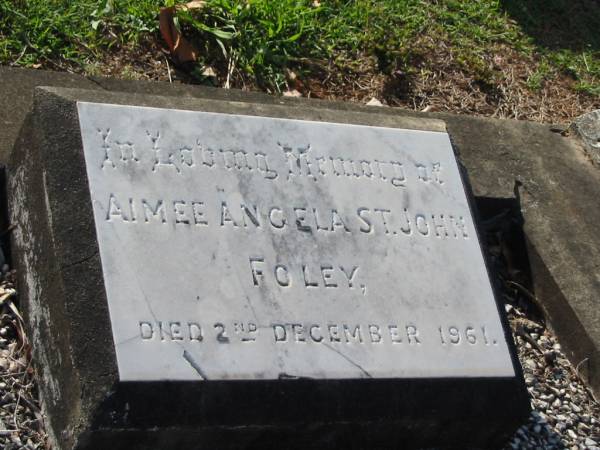 In Loving Memory of
AIMEE ANGELA ST. JOHN
FOLEY,
DIED 2ND DECEMBER 1961.